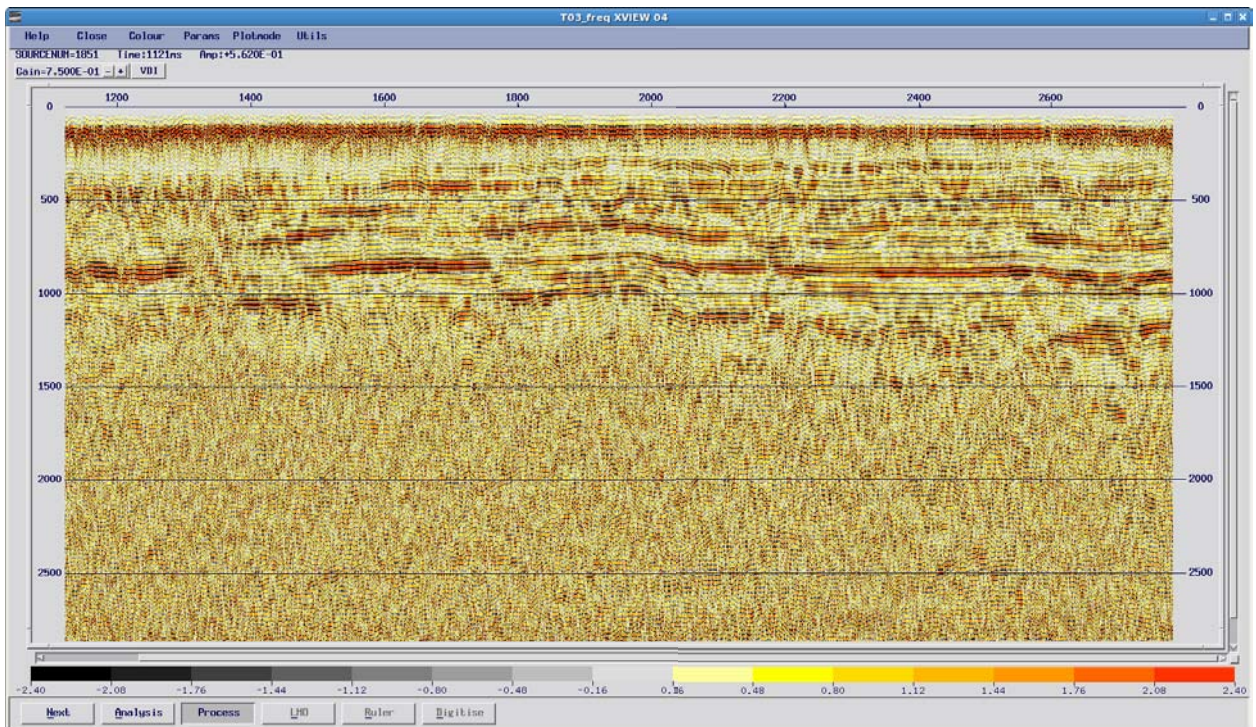 T03_freq XVIEW 04
Help Close Colour Params Plotmode Utils
SOURCENUM=1851 Time:1121ms Amp:+5.620E-01
Gain=7.500E-01 - + VDI
1200 1400 1600 1800 2000 2200 2400 2600
0 0
500 500
1000 1000
1500 1500
2000 2000
2500 2500
-2.40 -2.08 -1.76 -1.44 -1.12 -0.80 -0.48 -0.16 0.16 0.48 0.80 1.12 1.44 1.76 2.08 2.40
Next Analysis Process LMO Ruler Digitise